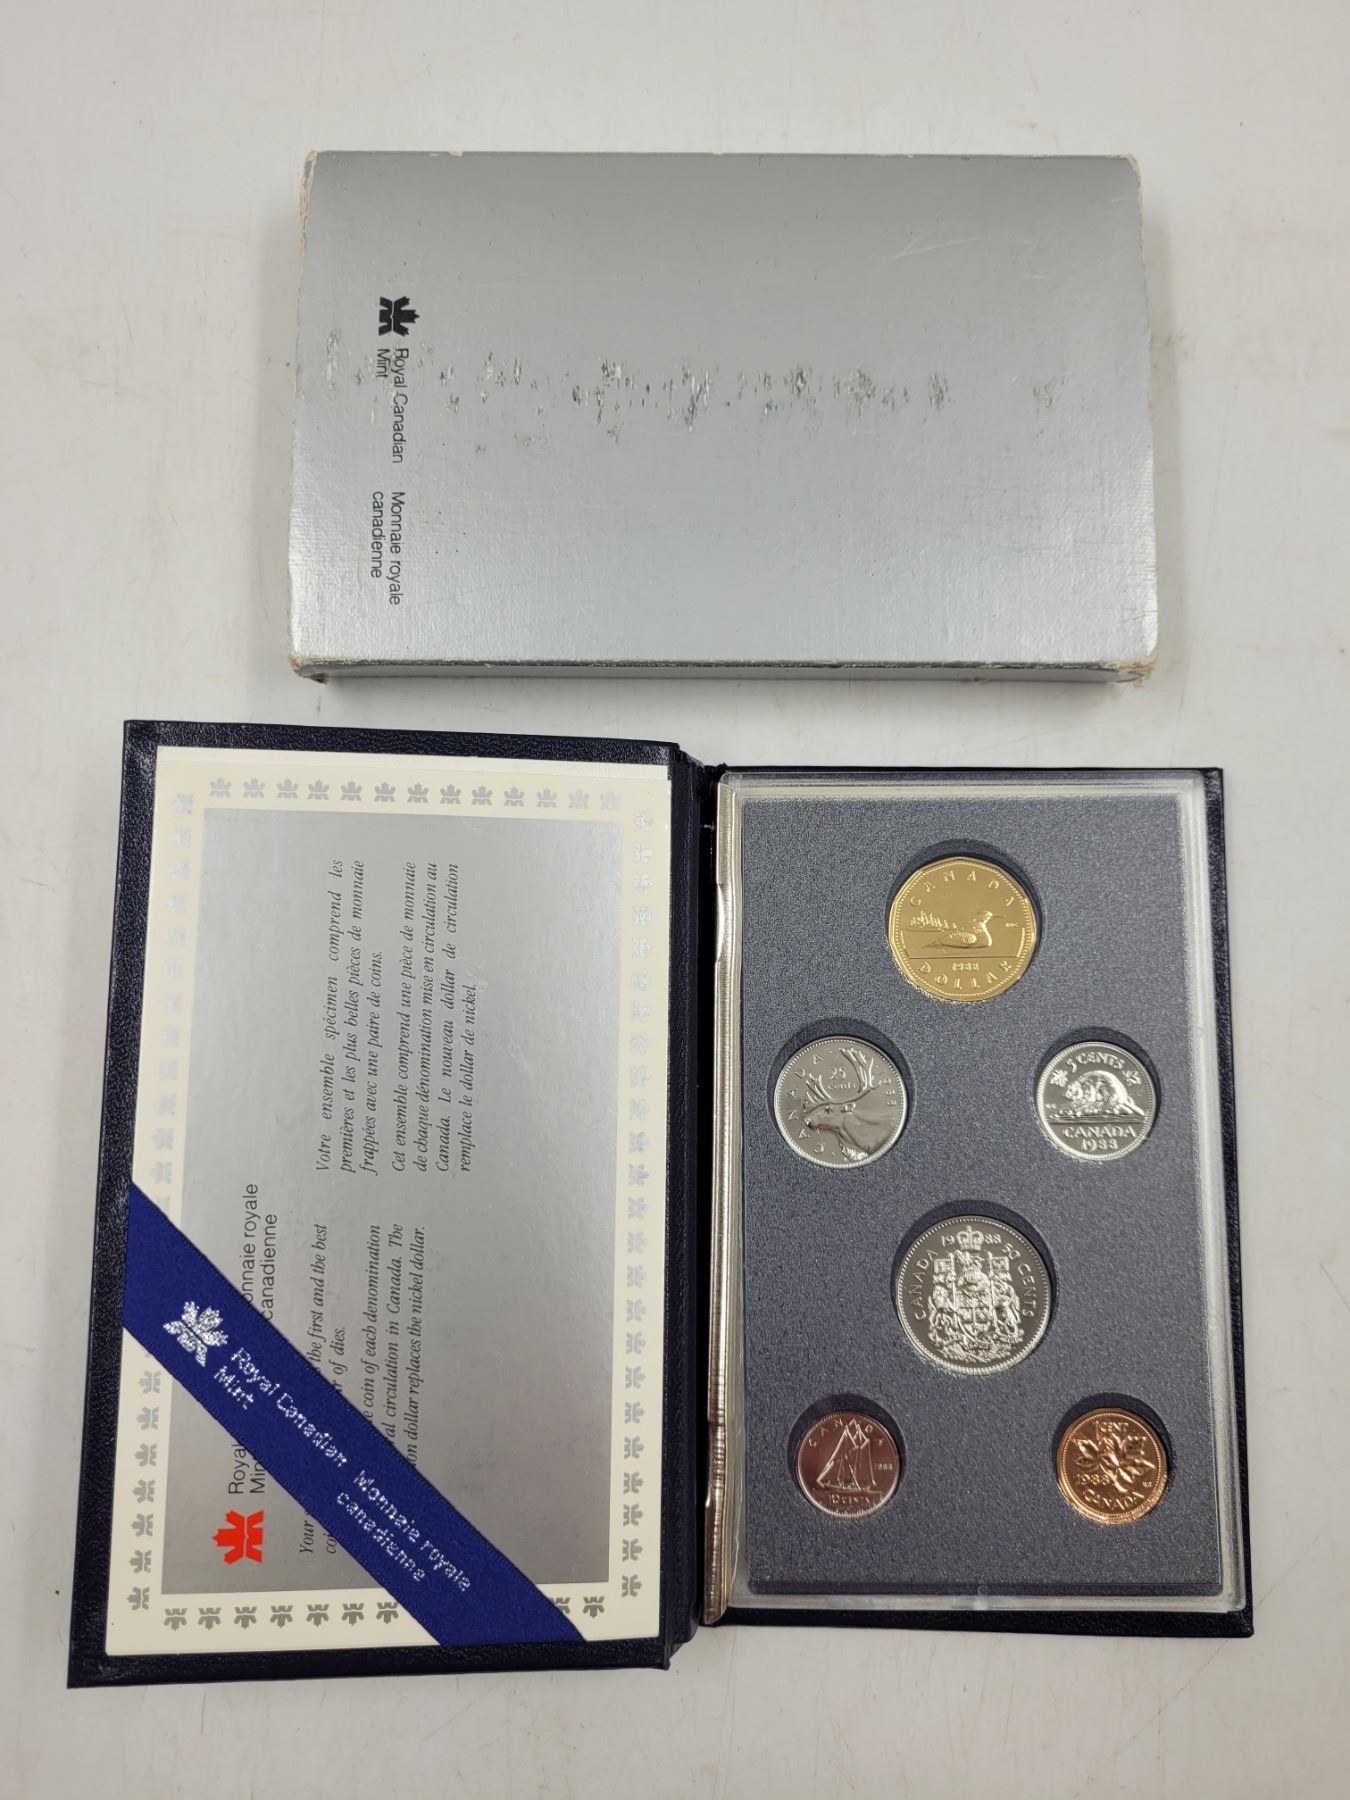 Royal Canadian
Mint
Monnaie royale
canadienne
Votre ensemble spécimen comprend les
premières et les plus belles pièces de monnaie
frappées avec une paire de coins.
Cet ensemble comprend une pièce de monnaie
de chaque dénomination mise en circulation au
Canada. Le nouveau dollar de circulation
remplace le dollar de nickel.
Royal
canadienne
Your
the first and the best
of dies.
coin of each denomination
circulation in Canada. The
dollar replaces the nickel dollar.
Royal Canadian
Mint
Monnaie royale
canadienne
CANADA
1988
DOLLAR
CANADA
25
cents
1988
5 CENTS
CANADA
1988
1988
CANADA
50 CENTS
CANADA
1988
10 CENTS
1 CENT
1988
CANADA